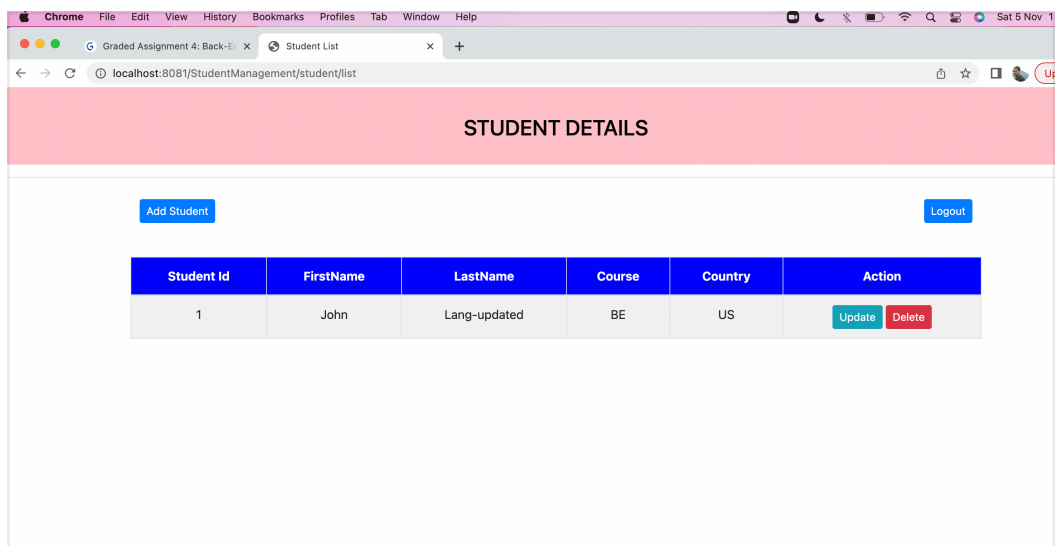 Chrome File Edit View History Bookmarks Profiles Tab Window Help Sat 5 Nov 1
Graded Assignment 4: Back-E
Student List
localhost:8081/StudentManagement/student/list
STUDENT DETAILS
Add Student Logout
Student Id FirstName LastName Course Country Action
1 John Lang-updated BE US Update Delete